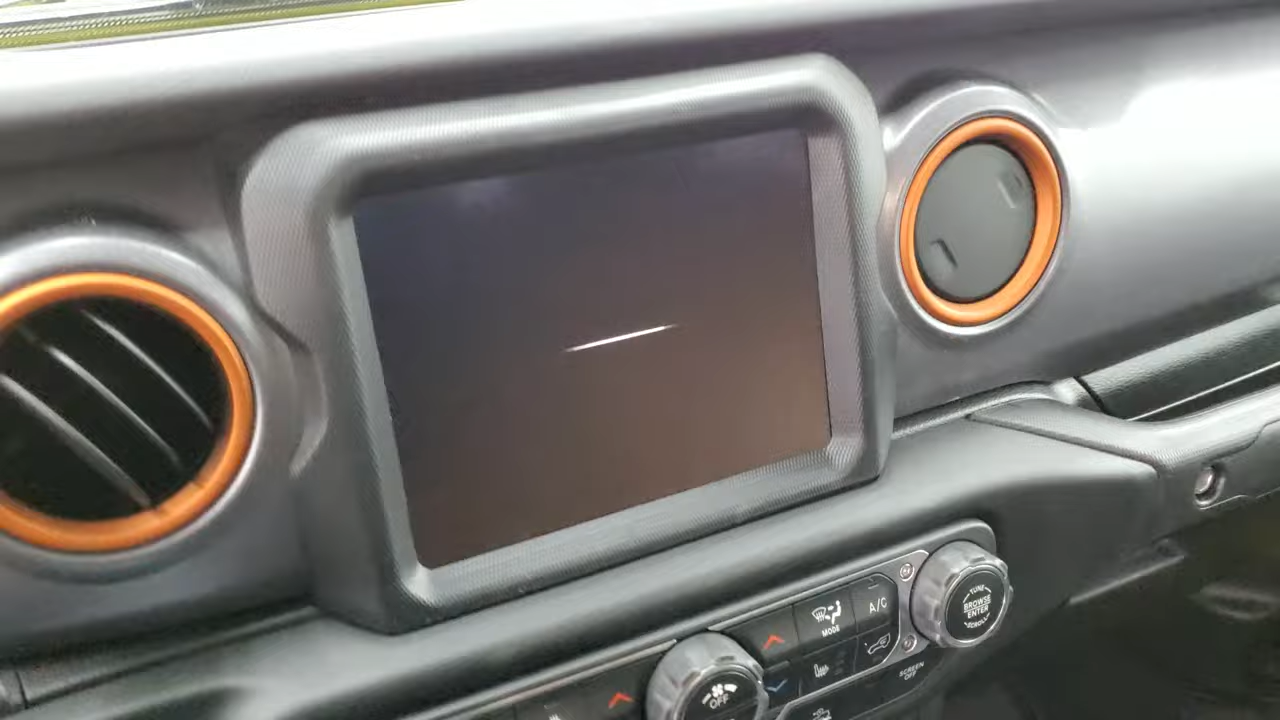 MODE
A/C
TUNE
BROWSE
ENTER
SCROLL
OFF
SCREEN
OFF